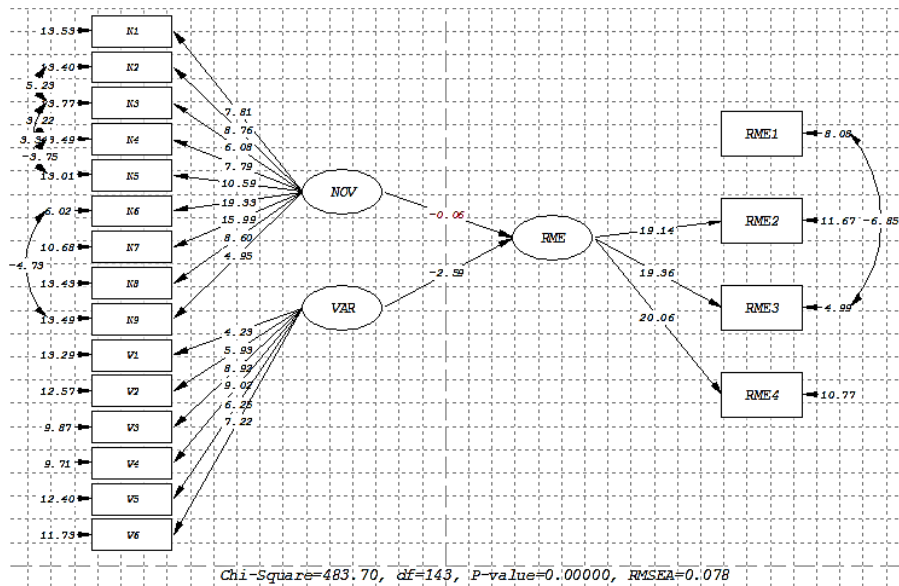 13.53 N1
13.40 N2
5.23
13.77 N3
3.22
N4
-3.75
13.01 N5
6.02 N6
10.68 N7
-4.73
13.43 N8
13.49 N9
13.29 V1
12.57 V2
9.87 V3
9.71 V4
12.40 V5
11.73 V6
7.81
8.76
6.08
7.79
10.59
19.33
15.99
8.60
4.95
NOV
VAR
4.23
5.93
8.92
9.02
6.25
7.22
-0.06
-2.59
RME
19.14
19.36
20.06
RME1 8.08
RME2 11.67 -6.85
RME3 4.99
RME4 10.77
Chi-Square=483.70, df=143, P-value=0.00000, RMSEA=0.078